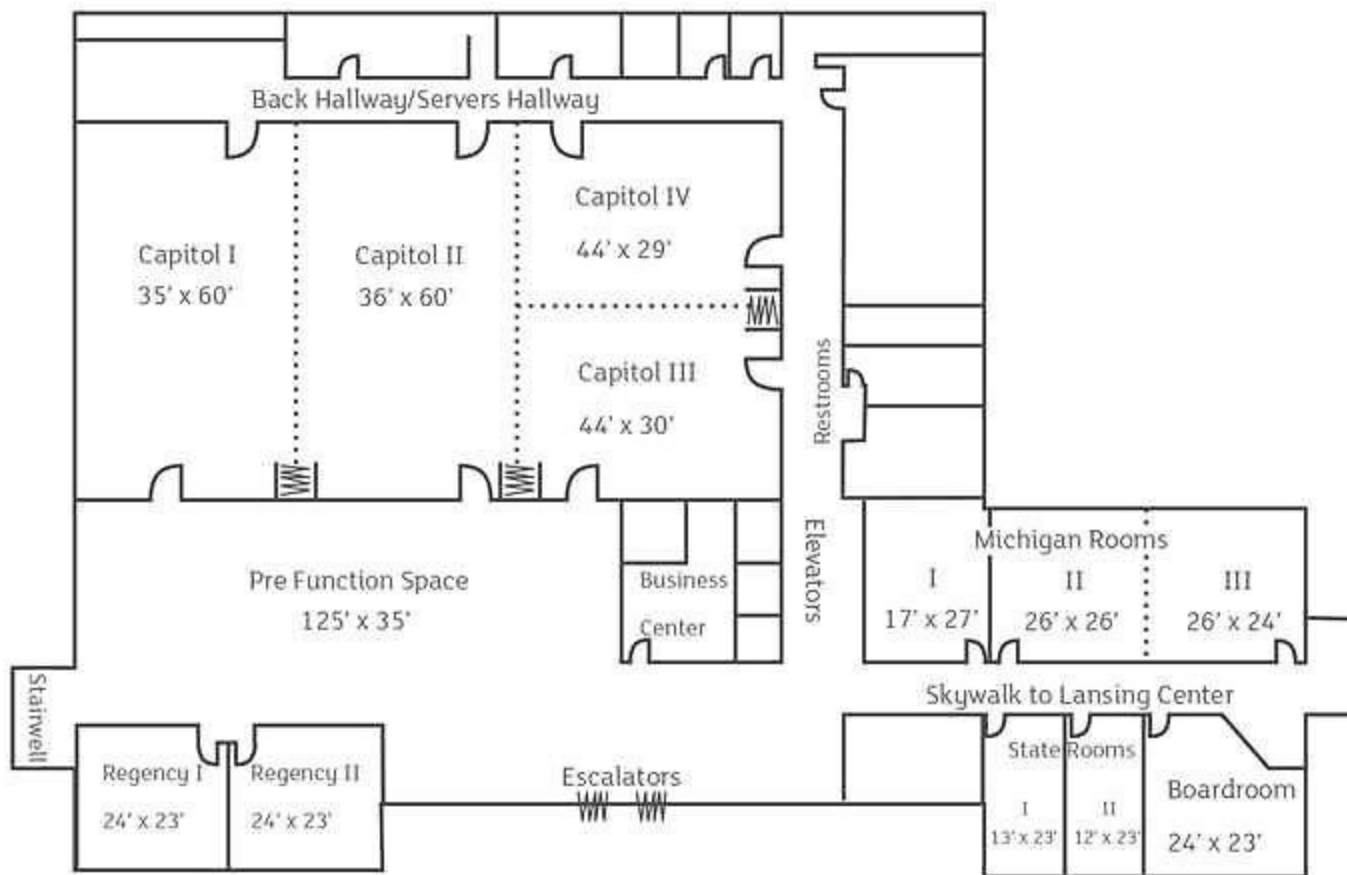 Back Hallway/Servers Hallway
Capitol I
35' x 60'
Capitol II
36' x 60'
Capitol IV
44' x 29'
Capitol III
44' x 30'
Restrooms
Elevators
Pre Function Space
125' x 35'
Business
Center
Michigan Rooms
I
17' x 27'
II
26' x 26'
III
26' x 24'
Skywalk to Lansing Center
Stairwell
Regency I
24' x 23'
Regency II
24' x 23'
Escalators
State Rooms
I
13' x 23'
II
12' x 23'
Boardroom
24' x 23'